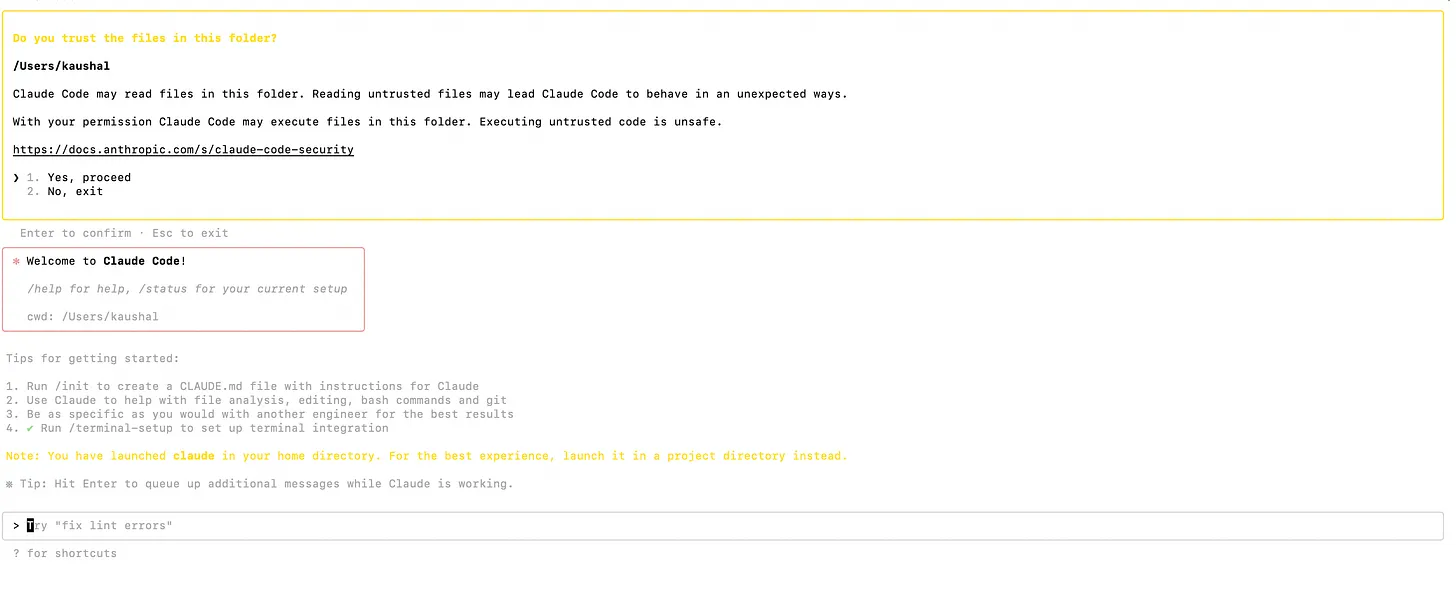 Do you trust the files in this folder?
/Users/kaushal
Claude Code may read files in this folder. Reading untrusted files may lead Claude Code to behave in an unexpected ways.
With your permission Claude Code may execute files in this folder. Executing untrusted code is unsafe.
https://docs.anthropic.com/s/claude-code-security
❯ 1. Yes, proceed
2. No, exit
Enter to confirm · Esc to exit
✻ Welcome to Claude Code!
/help for help, /status for your current setup
cwd: /Users/kaushal
Tips for getting started:
1. Run /init to create a CLAUDE.md file with instructions for Claude
2. Use Claude to help with file analysis, editing, bash commands and git
3. Be as specific as you would with another engineer for the best results
4. ✔ Run /terminal-setup to set up terminal integration
Note: You have launched claude in your home directory. For the best experience, launch it in a project directory instead.
※ Tip: Hit Enter to queue up additional messages while Claude is working.
> Try "fix lint errors"
? for shortcuts